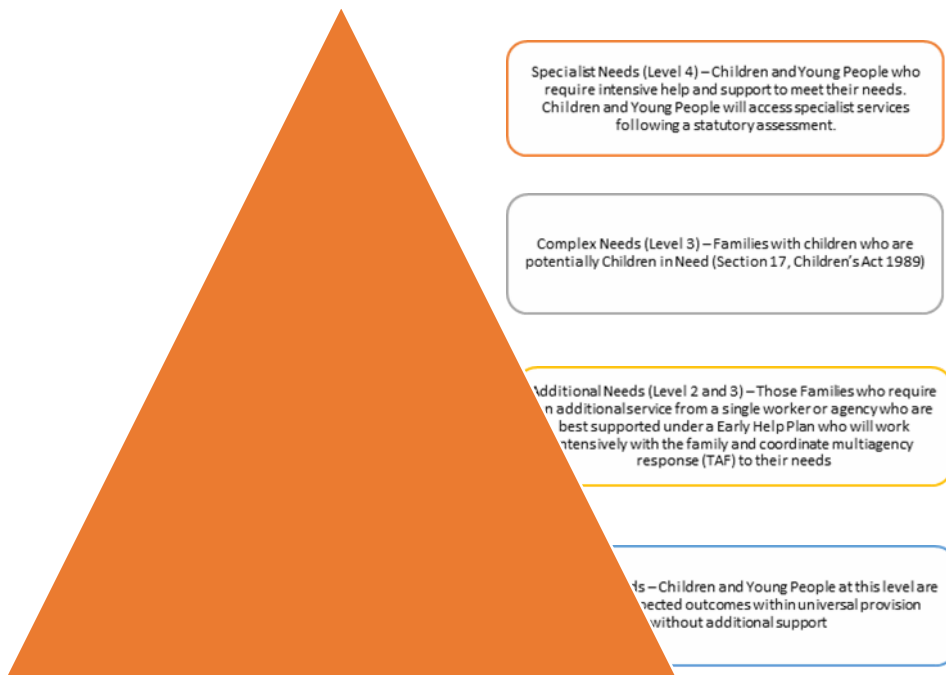 Specialist Needs (Level 4) – Children and Young People who
require intensive help and support to meet their needs.
Children and Young People will access specialist services
following a statutory assessment.
Complex Needs (Level 3) – Families with children who are
potentially Children in Need (Section 17, Children's Act 1989)
Additional Needs (Level 2 and 3) – Those Families who require
additional service from a single worker or agency who are
best supported under a Early Help Plan who will work
intensively with the family and coordinate multiagency
response (TAF) to their needs
– Children and Young People at this level are
outcomes within universal provision
without additional support